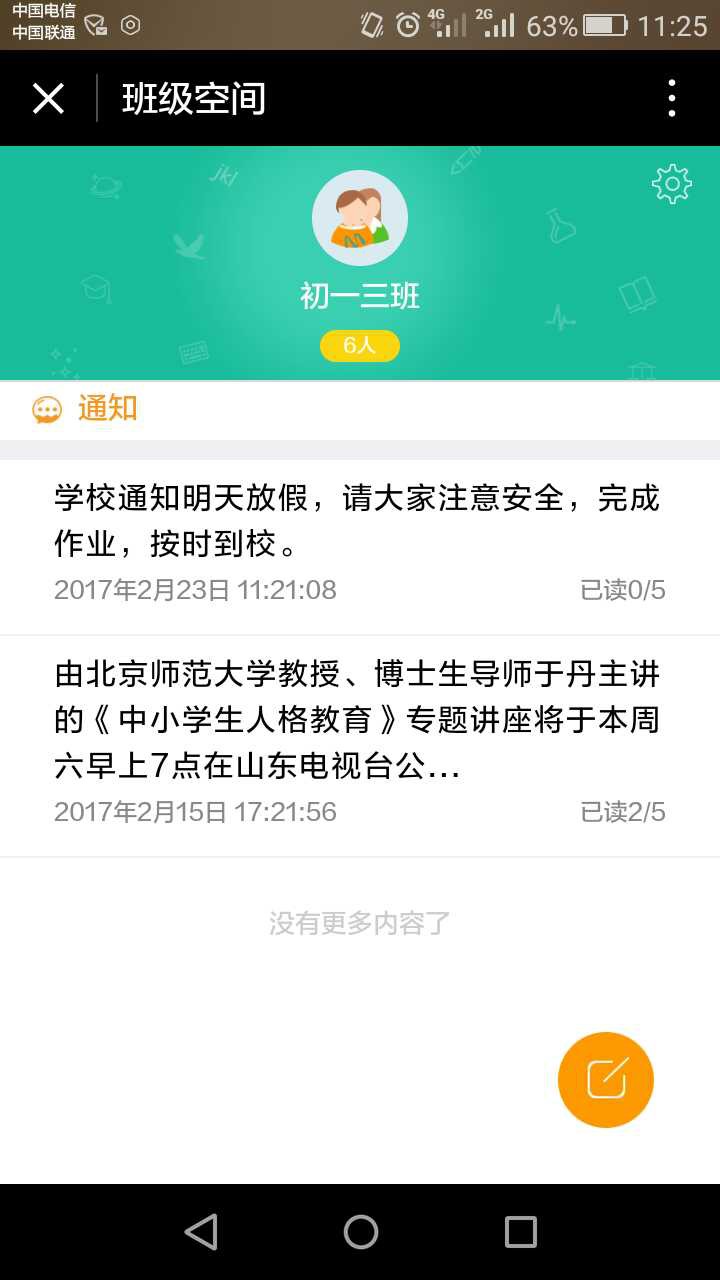 中国电信
中国联通
4G
2G
63%
11:25
班级空间
jkl
初一三班
6人
通知
学校通知明天放假，请大家注意安全，完成
作业，按时到校。
2017年2月23日 11:21:08
已读0/5
由北京师范大学教授、博士生导师于丹主讲
的《中小学生人格教育》专题讲座将于本周
六早上7点在山东电视台公...
2017年2月15日 17:21:56
已读2/5
没有更多内容了